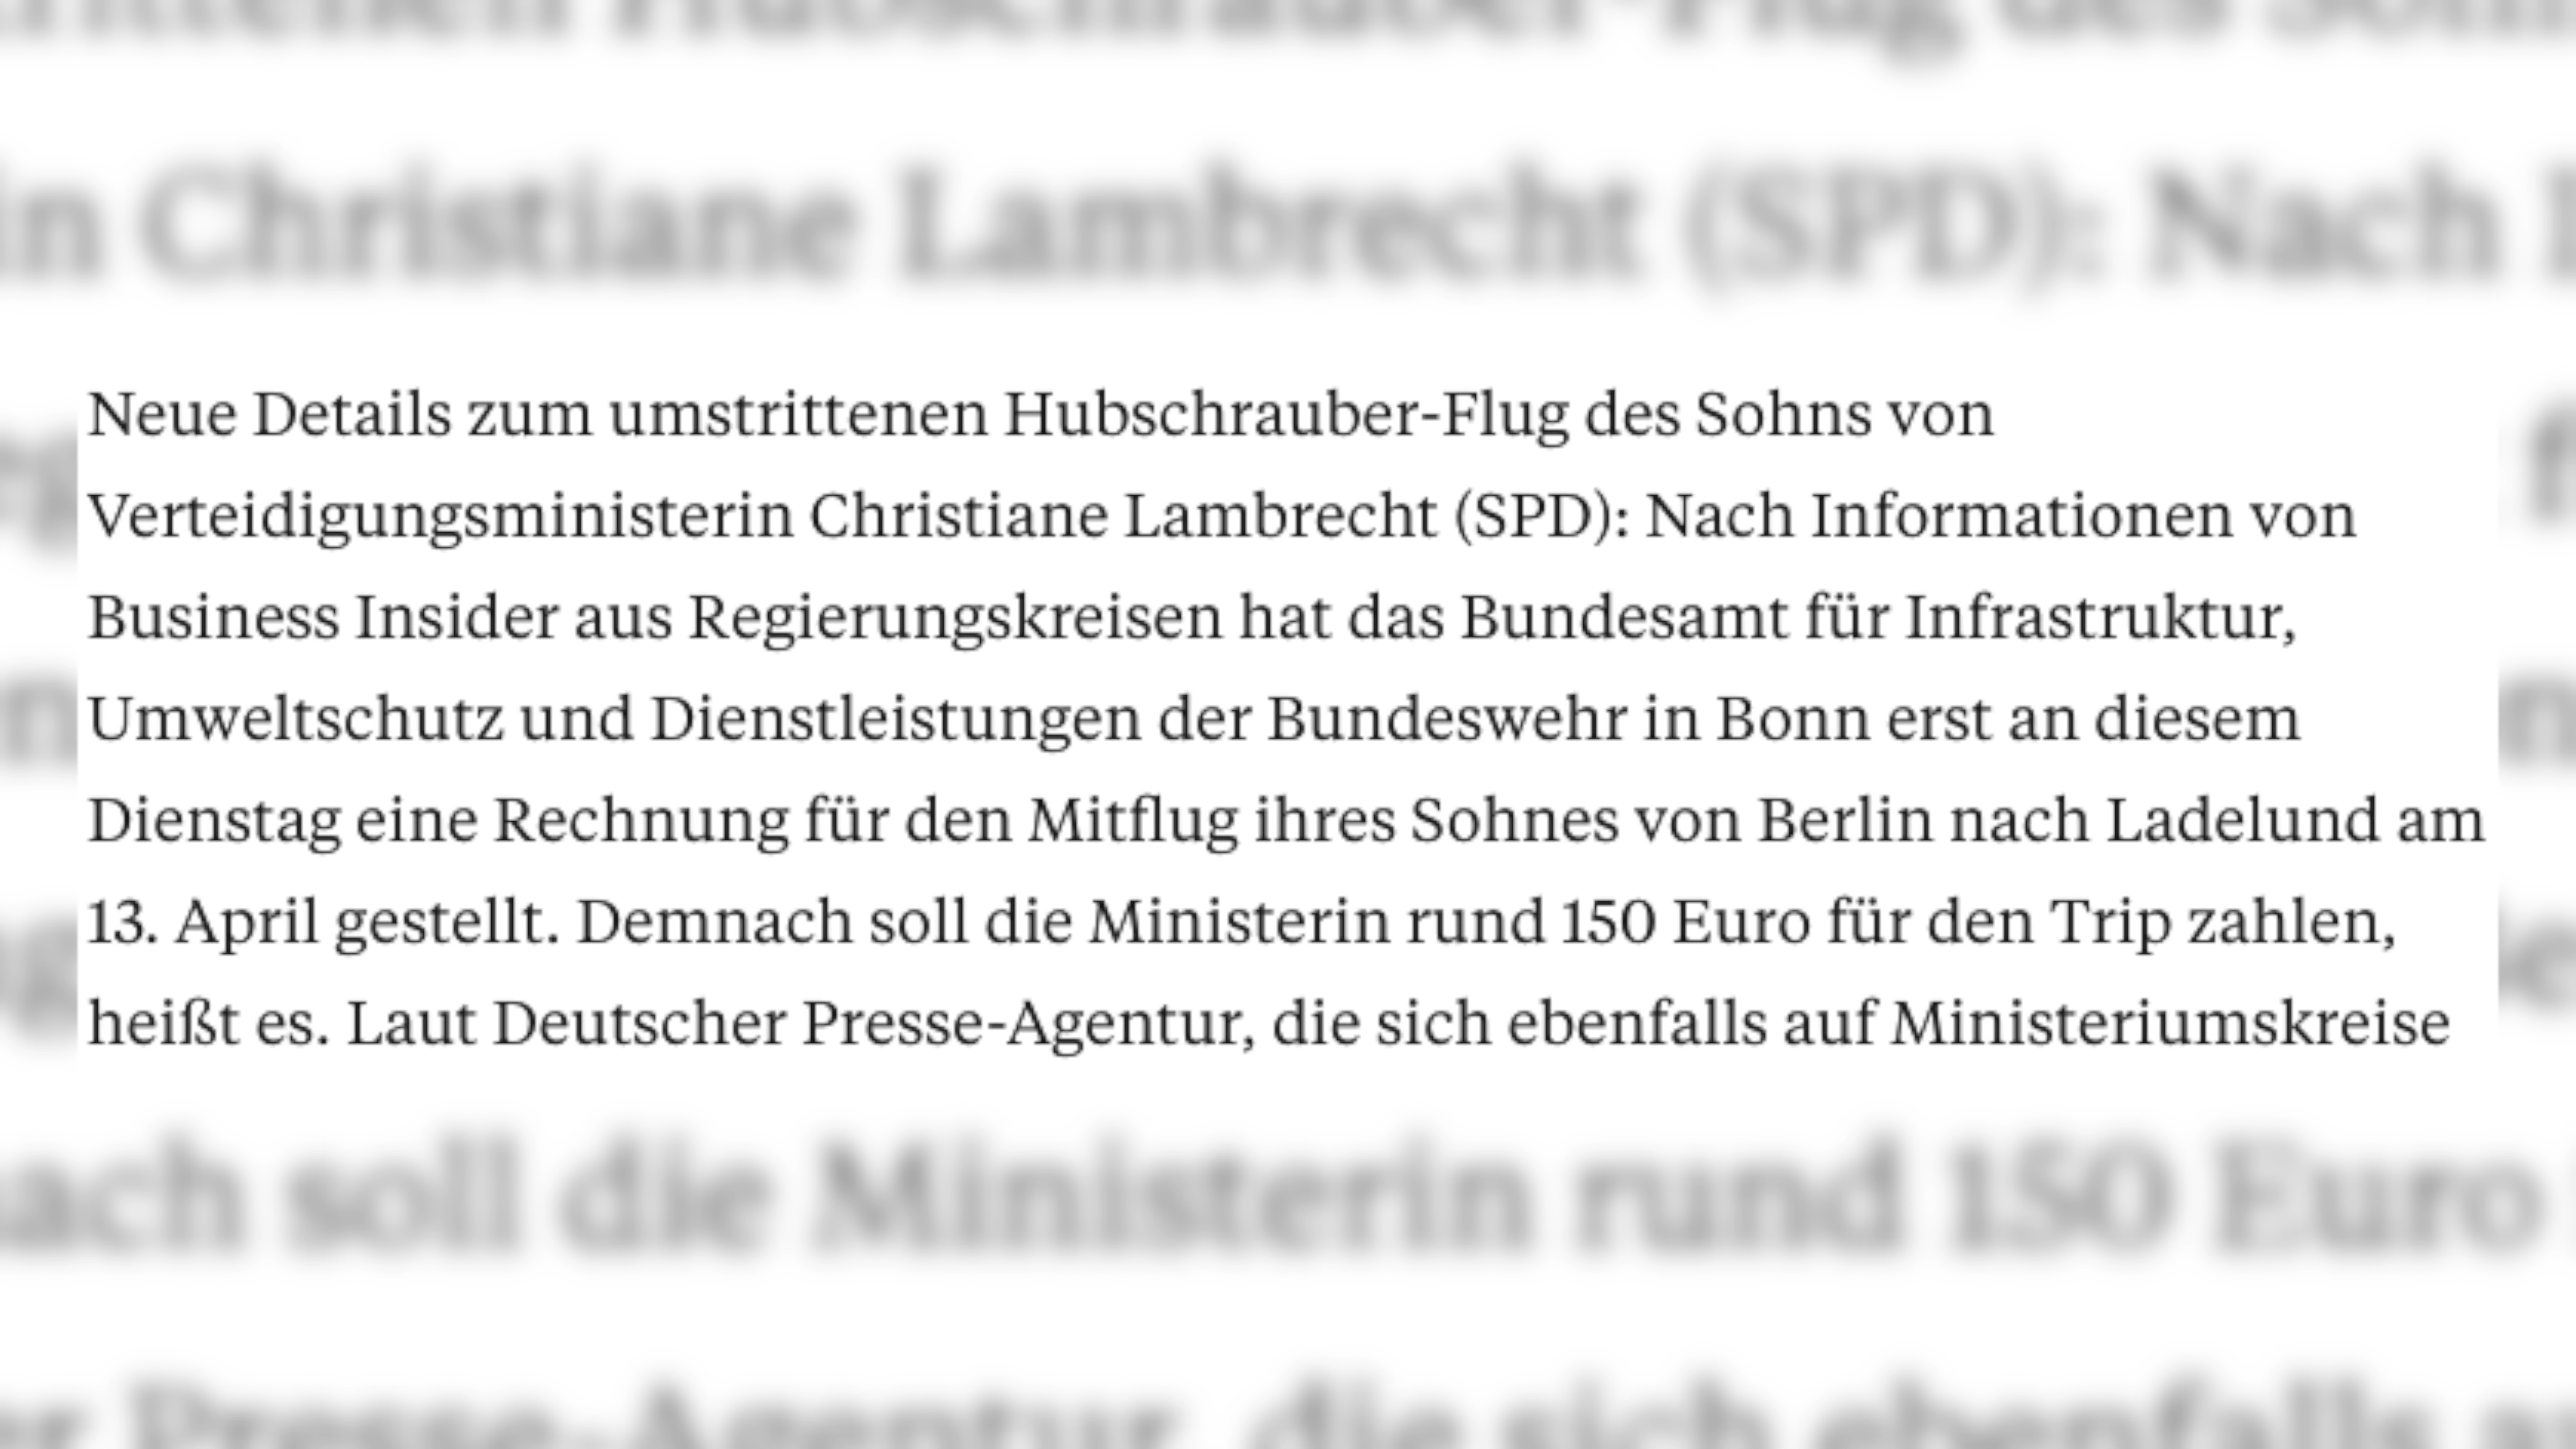 Neue Details zum umstrittenen Hubschrauber-Flug des Sohns von
Verteidigungsministerin Christiane Lambrecht (SPD): Nach Informationen von
Business Insider aus Regierungskreisen hat das Bundesamt für Infrastruktur,
Umweltschutz und Dienstleistungen der Bundeswehr in Bonn erst an diesem
Dienstag eine Rechnung für den Mitflug ihres Sohnes von Berlin nach Ladelund am
13. April gestellt. Demnach soll die Ministerin rund 150 Euro für den Trip zahlen,
heißt es. Laut Deutscher Presse-Agentur, die sich ebenfalls auf Ministeriumskreise